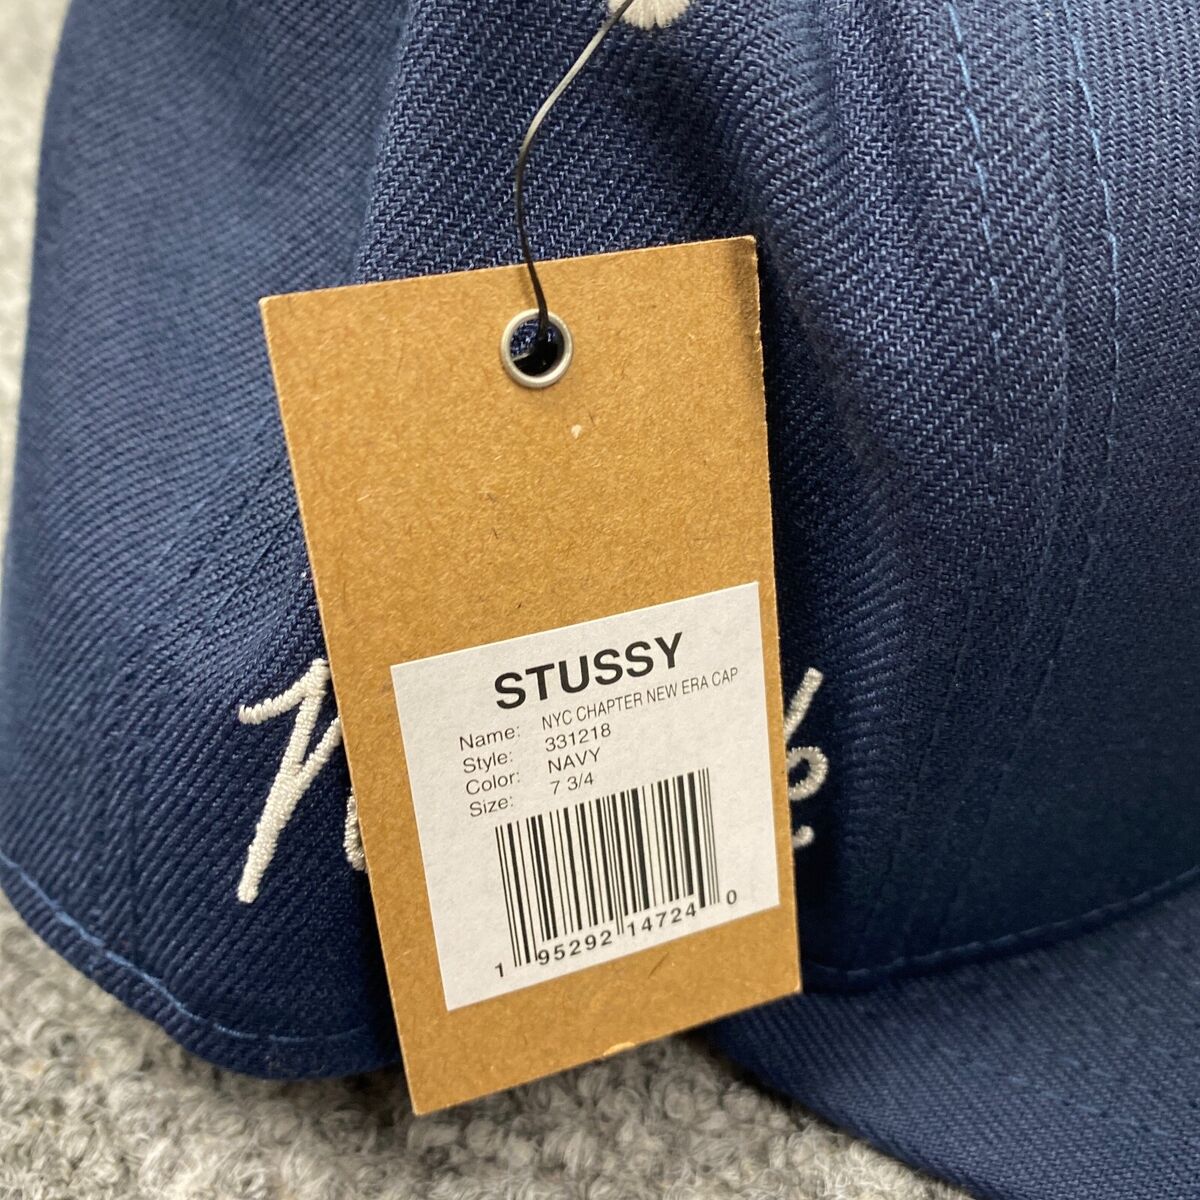 STUSSY
Name: NYC CHAPTER NEW ERA CAP
Style: 331218
Color: NAVY
Size: 7 3/4
1 95292 14724 0